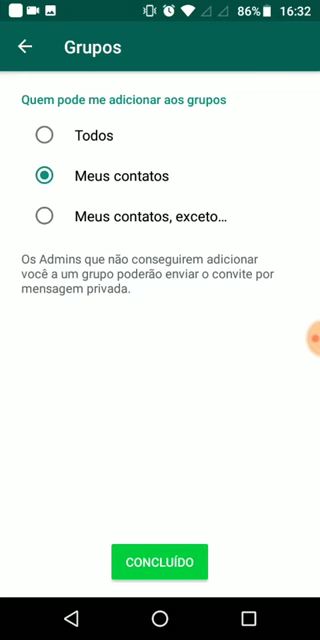 86% 16:32
Grupos
Quem pode me adicionar aos grupos
Todos
Meus contatos
Meus contatos, exceto...
Os Admins que não conseguirem adicionar
você a um grupo poderão enviar o convite por
mensagem privada.
CONCLUÍDO